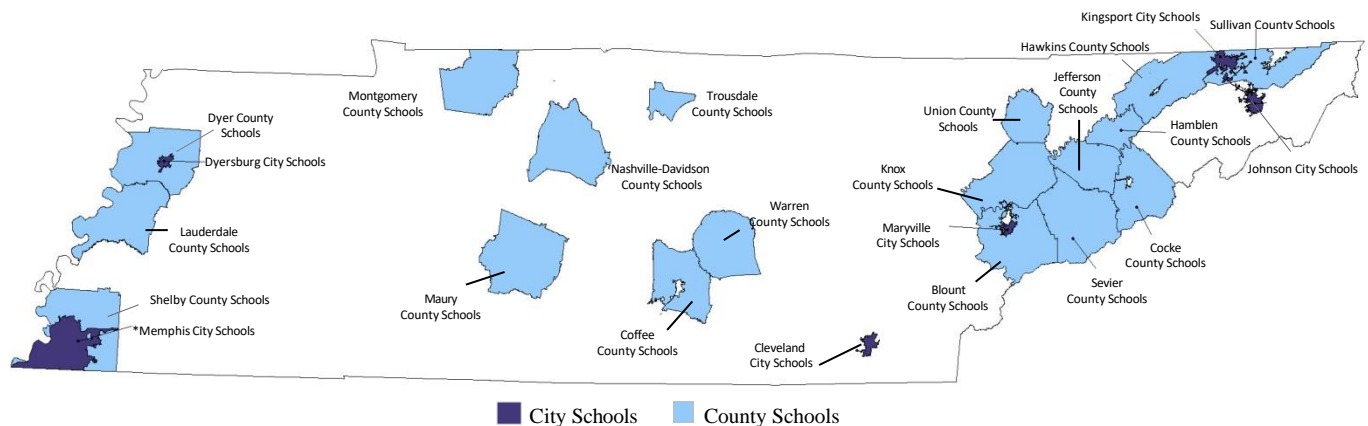 Kingsport City Schools
Sullivan County Schools
Hawkins County Schools
Jefferson
County
Schools
Montgomery
County Schools
Trousdale
County Schools
Union County
Schools
Dyer County
Schools
Hamblen
County Schools
Dyersburg City Schools
Nashville-Davidson
County Schools
Knox
County Schools
Johnson City Schools
Warren
County Schools
Lauderdale
County Schools
Maryville
City Schools
Cocke
County Schools
Shelby County Schools
Maury
County Schools
Blount
County Schools
Sevier
County Schools
*Memphis City Schools
Coffee
County Schools
Cleveland
City Schools
City Schools
County Schools